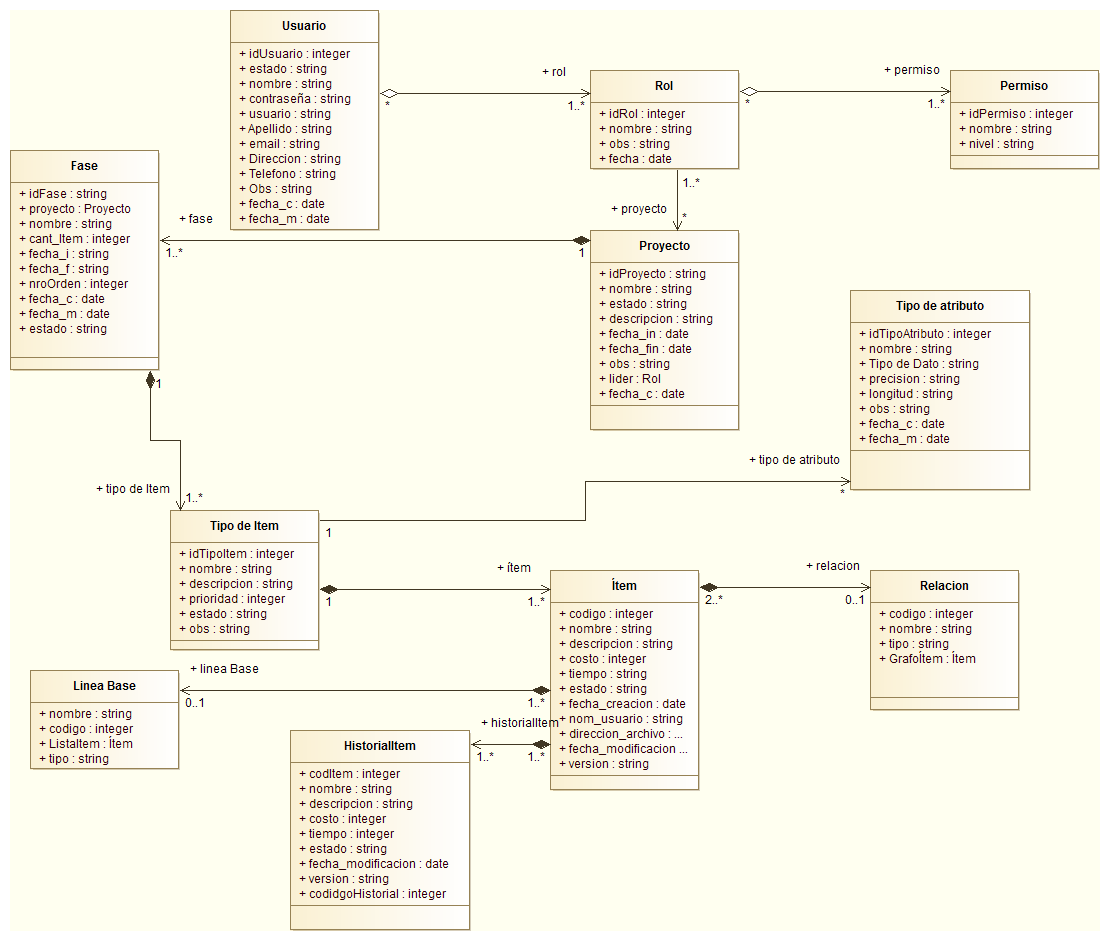 Usuario
+ idUsuario : integer
+ estado : string
+ nombre : string
+ contraseña : string
+ usuario : string
+ Apellido : string
+ email : string
+ Direccion : string
+ Telefono : string
+ Obs : string
+ fecha_c : date
+ fecha_m : date
*
+ rol
1..*
Rol
+ idRol : integer
+ nombre : string
+ obs : string
+ fecha : date
*
+ permiso
1..*
Permiso
+ idPermiso : integer
+ nombre : string
+ nivel : string
Fase
+ idFase : string
+ proyecto : Proyecto
+ nombre : string
+ cant_Item : integer
+ fecha_i : string
+ fecha_f : string
+ nroOrden : integer
+ fecha_c : date
+ fecha_m : date
+ estado : string
+ fase
1..*
1
1..*
+ proyecto
*
Proyecto
+ idProyecto : string
+ nombre : string
+ estado : string
+ descripcion : string
+ fecha_in : date
+ fecha_fin : date
+ obs : string
+ lider : Rol
+ fecha_c : date
Tipo de atributo
+ idTipoAtributo : integer
+ nombre : string
+ Tipo de Dato : string
+ precision : string
+ longitud : string
+ obs : string
+ fecha_c : date
+ fecha_m : date
1
+ tipo de Item
1..*
+ tipo de atributo
*
1
Tipo de Item
+ idTipoItem : integer
+ nombre : string
+ descripcion : string
+ prioridad : integer
+ estado : string
+ obs : string
1
+ ítem
1..*
Ítem
+ codigo : integer
+ nombre : string
+ descripcion : string
+ costo : integer
+ tiempo : string
+ estado : string
+ fecha_creacion : date
+ nom_usuario : string
+ direccion_archivo : ...
+ fecha_modificacion ...
+ version : string
2..*
+ relacion
0..1
Relacion
+ codigo : integer
+ nombre : string
+ tipo : string
+ GrafoÍtem : Ítem
+ linea Base
0..1
1..*
Linea Base
+ nombre : string
+ codigo : integer
+ ListaItem : Ítem
+ tipo : string
+ historialItem
1..*
1..*
HistorialItem
+ codItem : integer
+ nombre : string
+ descripcion : string
+ costo : integer
+ tiempo : integer
+ estado : string
+ fecha_modificacion : date
+ version : string
+ codidgoHistorial : integer